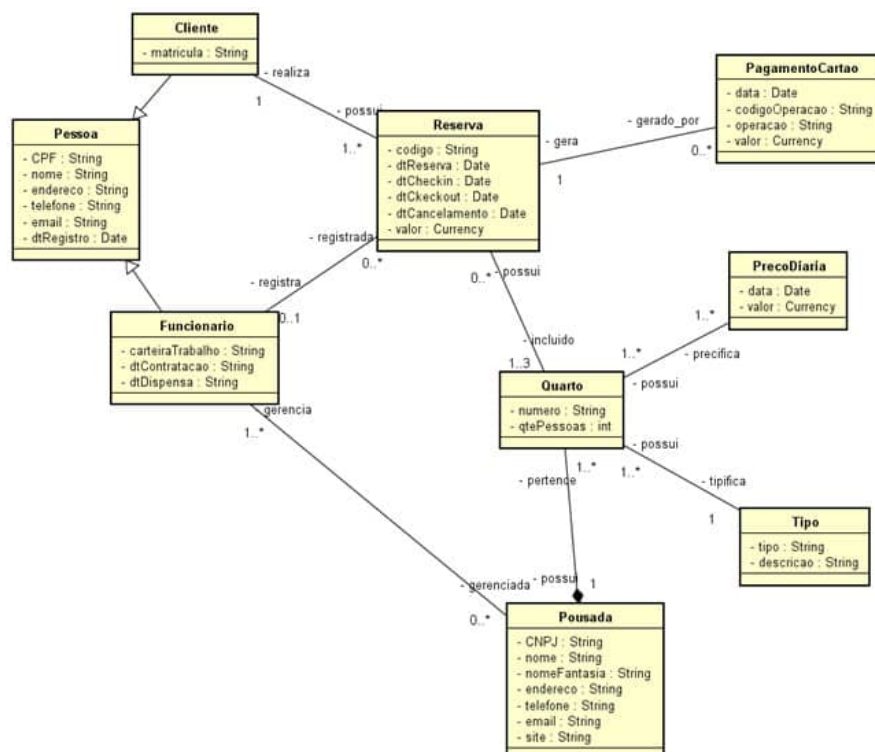 Cliente
- matricula : String
- realiza
1
- possui
1..*
Pessoa
- CPF : String
- nome : String
- endereco : String
- telefone : String
- email : String
- dtRegistro : Date
Reserva
- codigo : String
- dtReserva : Date
- dtCheckin : Date
- dtCkeckout : Date
- dtCancelamento : Date
- valor : Currency
- gera
1
- gerado_por
0..*
PagamentoCartao
- data : Date
- codigoOperacao : String
- operacao : String
- valor : Currency
- registrada
0..*
- registra
0..1
- possui
0..*
- incluido
1..3
PrecoDiaria
- data : Date
- valor : Currency
1..*
- precifica
1..*
- possui
Funcionario
- carteiraTrabalho : String
- dtContratacao : String
- dtDispensa : String
- gerencia
1..*
Quarto
- numero : String
- qtePessoas : int
- possui
1..*
- tipifica
1
1..*
- pertence
Tipo
- tipo : String
- descricao : String
- possui
1
- gerenciada
0..*
Pousada
- CNPJ : String
- nome : String
- nomeFantasia : String
- endereco : String
- telefone : String
- email : String
- site : String